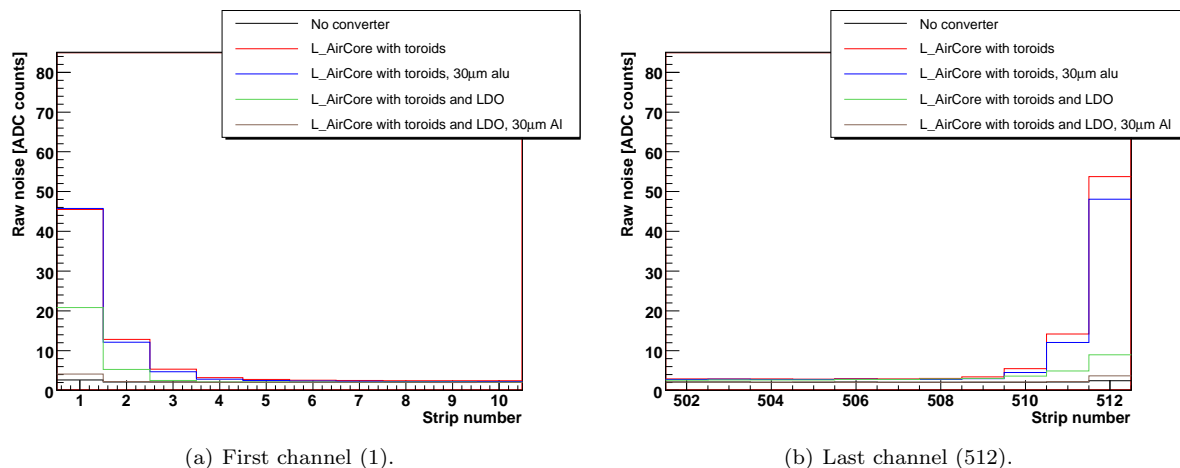 No converter
L_AirCore with toroids
L_AirCore with toroids, 30μm alu
L_AirCore with toroids and LDO
L_AirCore with toroids and LDO, 30μm Al
Raw noise [ADC counts]
80
70
60
50
40
30
20
10
0
1 2 3 4 5 6 7 8 9 10
Strip number
(a) First channel (1).
No converter
L_AirCore with toroids
L_AirCore with toroids, 30μm alu
L_AirCore with toroids and LDO
L_AirCore with toroids and LDO, 30μm Al
Raw noise [ADC counts]
80
70
60
50
40
30
20
10
0
502 504 506 508 510 512
Strip number
(b) Last channel (512).